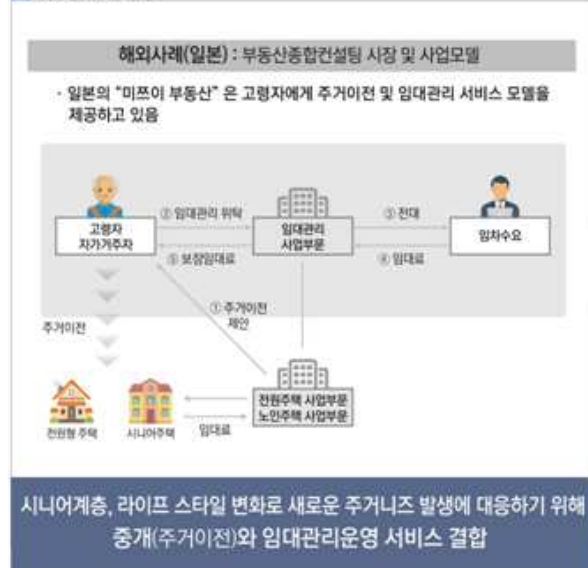 해외사례(일본) : 부동산종합컨설팅 시장 및 사업모델
· 일본의 "미쯔이 부동산" 은 고령자에게 주거이전 및 임대관리 서비스 모델을
제공하고 있음
② 임대관리 위탁
③ 전대
고령자
자가거주자
임대관리
사업부문
임차수요
⑤ 보장임대료
④ 임대료
① 주거이전
제안
주거이전
전원주택 사업부문
노인주택 사업부문
전원형 주택
시니어주택
임대료
시니어계층, 라이프 스타일 변화로 새로운 주거니즈 발생에 대응하기 위해
중개(주거이전)와 임대관리운영 서비스 결합